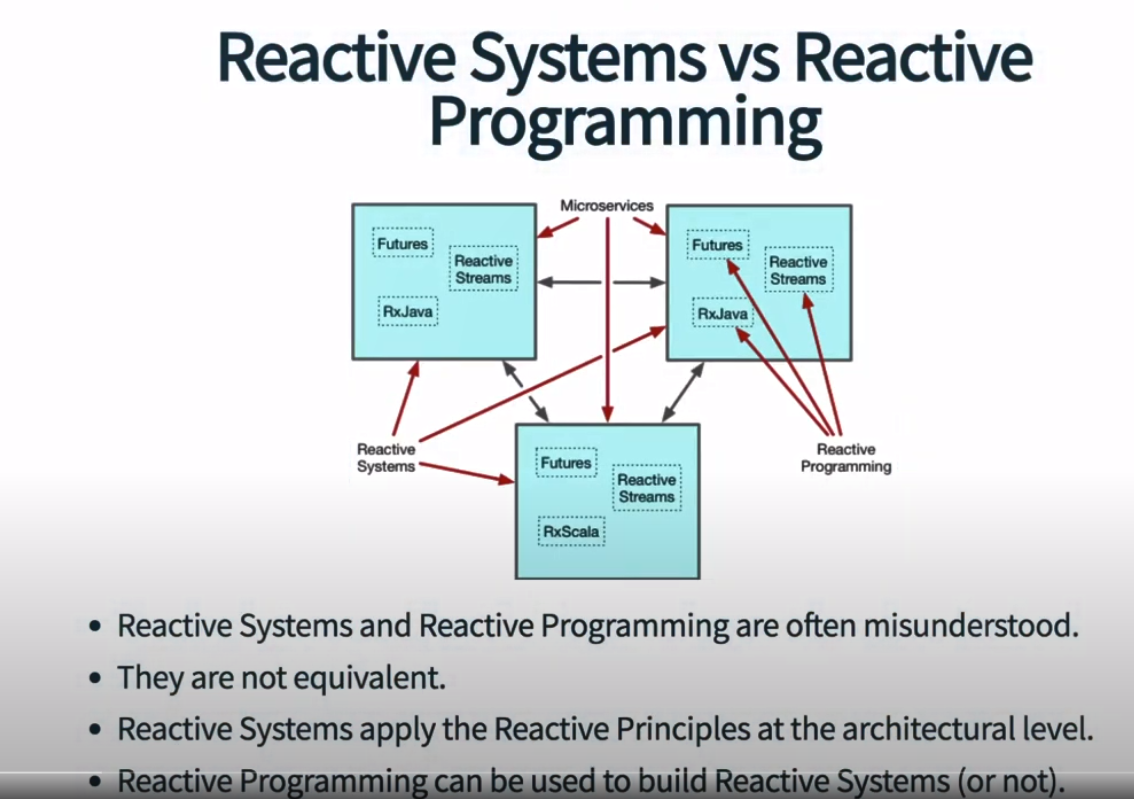 Reactive Systems vs Reactive
Programming
Microservices
Futures
Reactive
Streams
RxJava
Futures
Reactive
Streams
RxJava
Reactive
Systems
Reactive
Programming
Futures
Reactive
Streams
RxScala
• Reactive Systems and Reactive Programming are often misunderstood.
• They are not equivalent.
• Reactive Systems apply the Reactive Principles at the architectural level.
• Reactive Programming can be used to build Reactive Systems (or not).